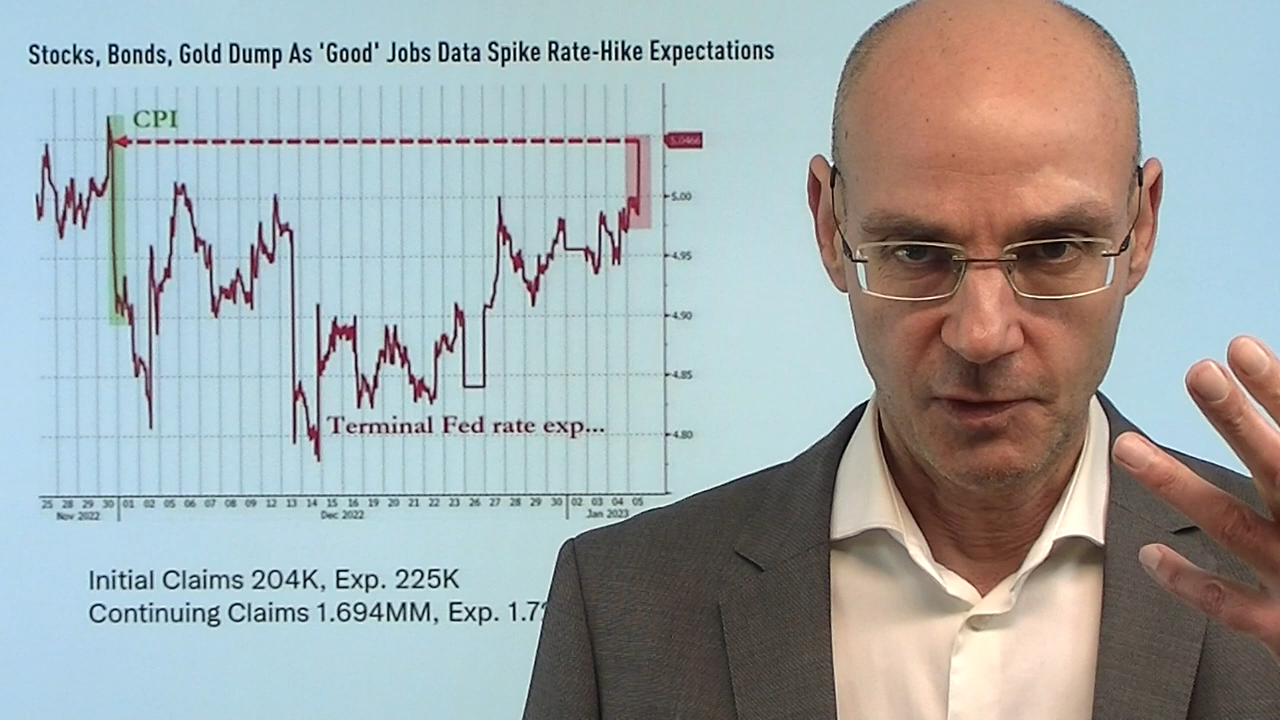 Stocks, Bonds, Gold Dump As 'Good' Jobs Data Spike Rate-Hike Expectations
CPI
5.0466
5.00
4.95
4.90
4.85
Terminal Fed rate exp...
4.80
25 28 29 30 01 02 05 06 07 08 09 12 13 14 15 16 19 20 21 22 23 26 27 28 29 30 02 03 04 05
Nov 2022 Dec 2022 Jan 2023
Initial Claims 204K, Exp. 225K
Continuing Claims 1.694MM, Exp. 1.7